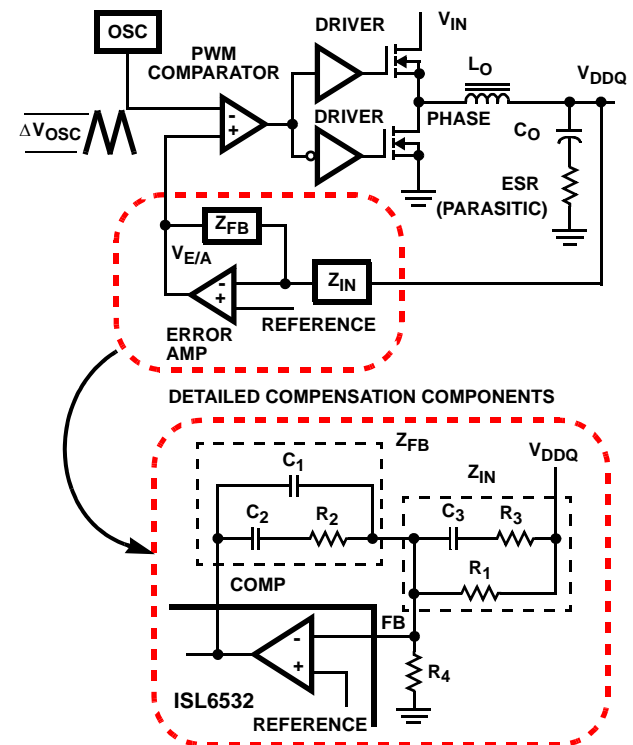 OSC
PWM
COMPARATOR
DRIVER
V_IN
L_O
V_DDQ
ΔV_OSC
-
+
DRIVER
PHASE
C_O
ESR
(PARASITIC)
Z_FB
V_E/A
-
+
Z_IN
ERROR
AMP
REFERENCE
DETAILED COMPENSATION COMPONENTS
Z_FB
C_1
Z_IN
V_DDQ
C_2
R_2
C_3
R_3
COMP
R_1
FB
-
+
R_4
ISL6532
REFERENCE